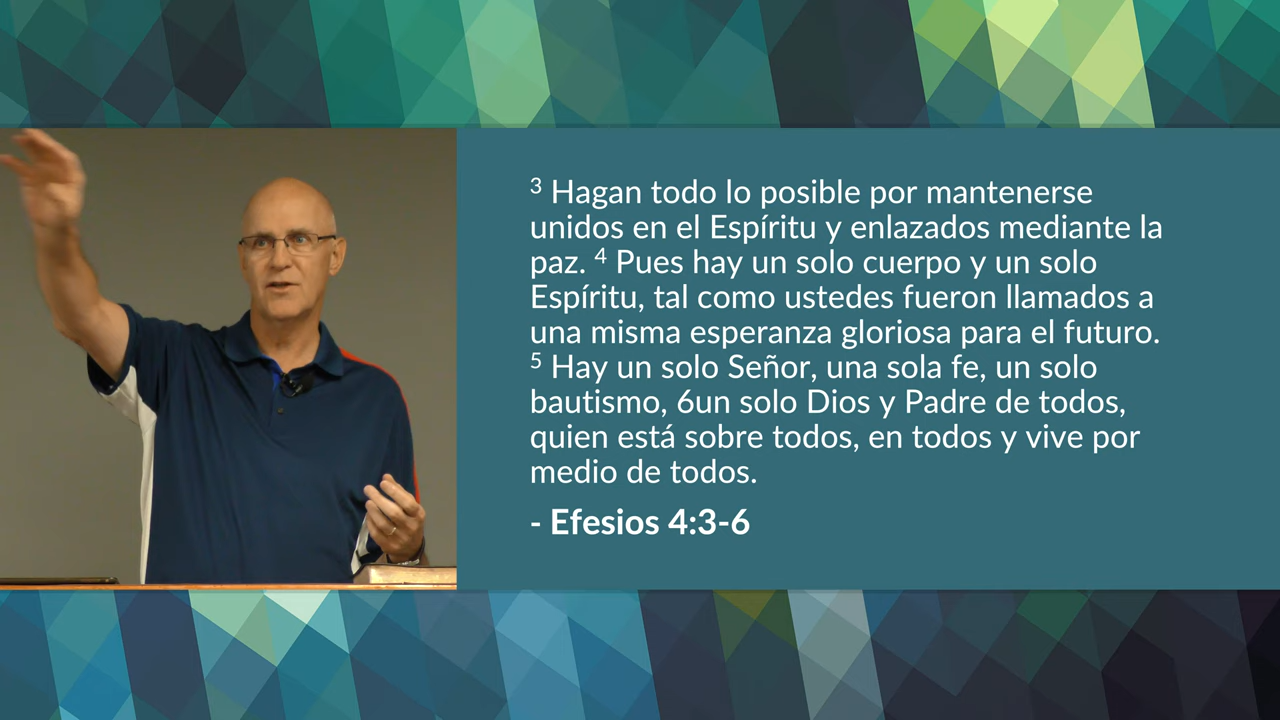 ³ Hagan todo lo posible por mantenerse
unidos en el Espíritu y enlazados mediante la
paz. ⁴ Pues hay un solo cuerpo y un solo
Espíritu, tal como ustedes fueron llamados a
una misma esperanza gloriosa para el futuro.
⁵ Hay un solo Señor, una sola fe, un solo
bautismo, 6un solo Dios y Padre de todos,
quien está sobre todos, en todos y vive por
medio de todos.
- Efesios 4:3-6